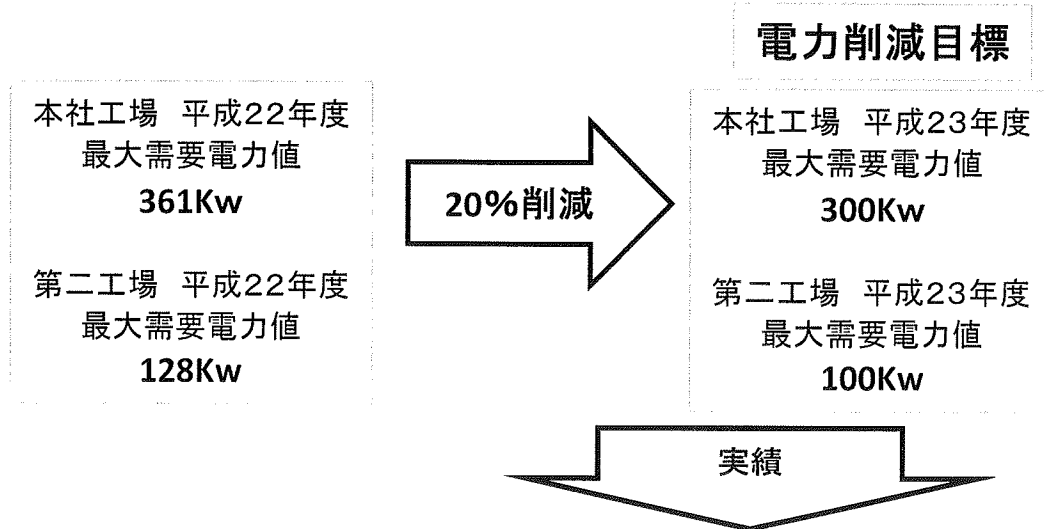 電力削減目標
本社工場 平成22年度
最大需要電力値
361Kw
第二工場 平成22年度
最大需要電力値
128Kw
20%削減
本社工場 平成23年度
最大需要電力値
300Kw
第二工場 平成23年度
最大需要電力値
100Kw
実績